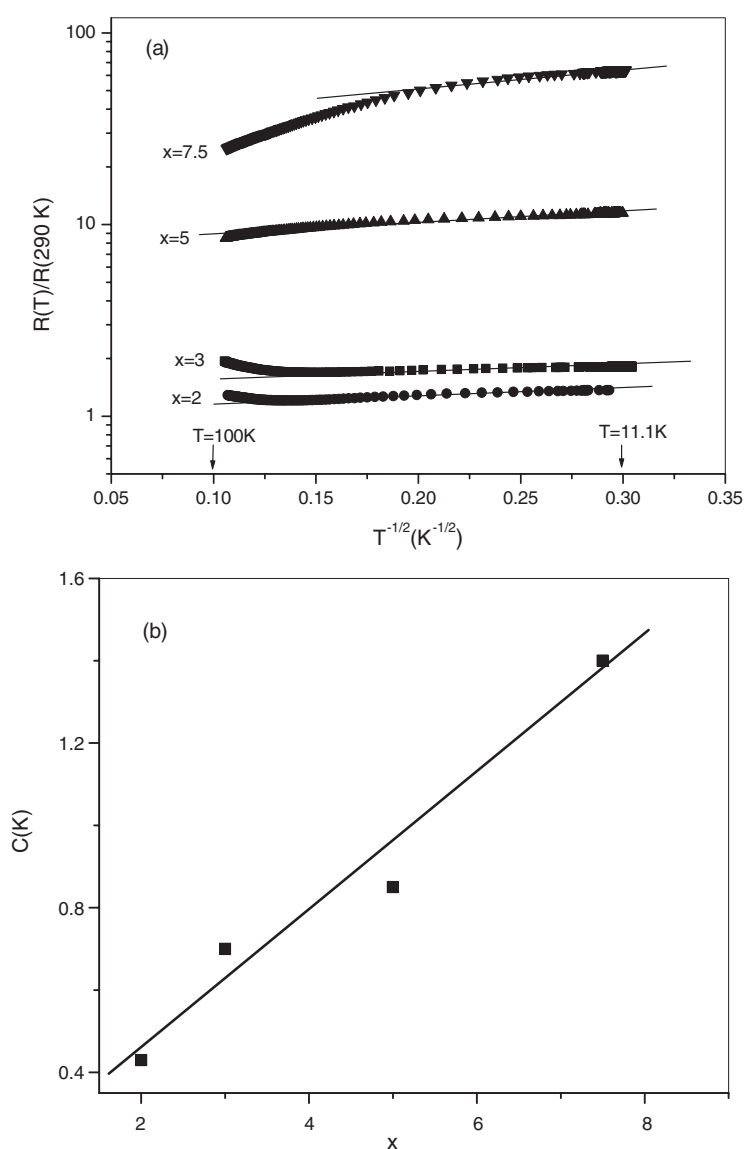 100
(a)
x=7.5
10
x=5
R(T)/R(290 K)
x=3
x=2
1
T=100K
T=11.1K
0.05 0.10 0.15 0.20 0.25 0.30 0.35
T^-1/2(K^-1/2)
1.6
(b)
1.2
C(K)
0.8
0.4
2 4 6 8
x